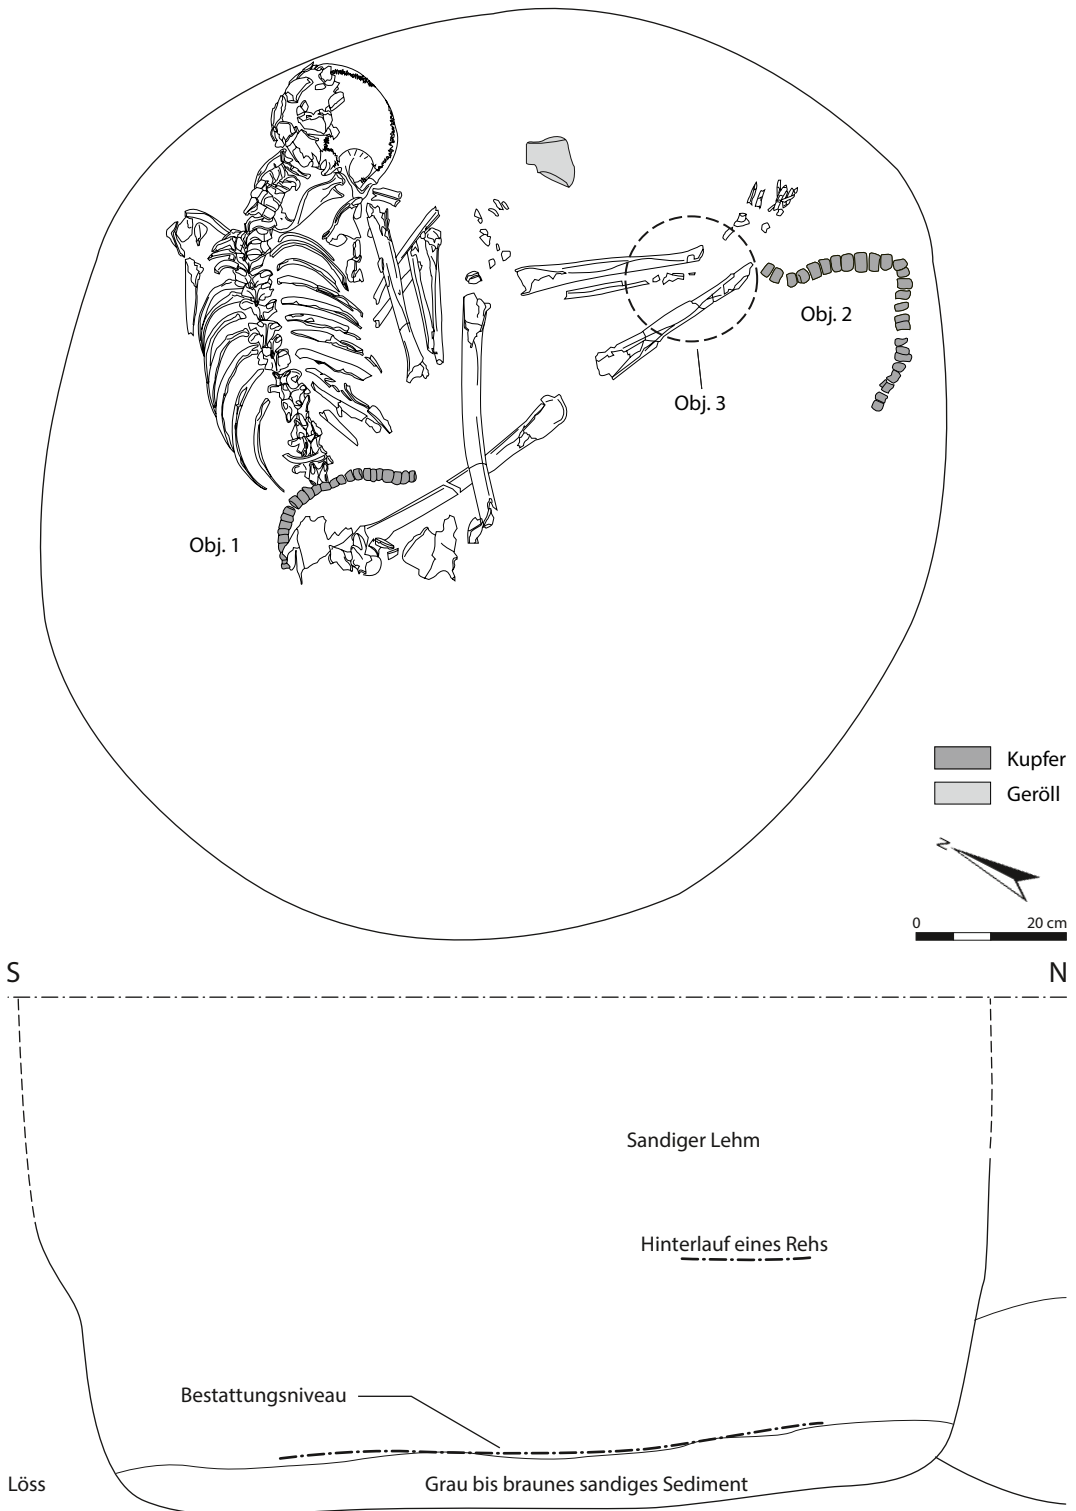 Obj. 2
Obj. 3
Obj. 1
Kupfer
Geröll
N
0 20 cm
S N
Sandiger Lehm
Hinterlauf eines Rehs
Bestattungsniveau
Löss
Grau bis braunes sandiges Sediment